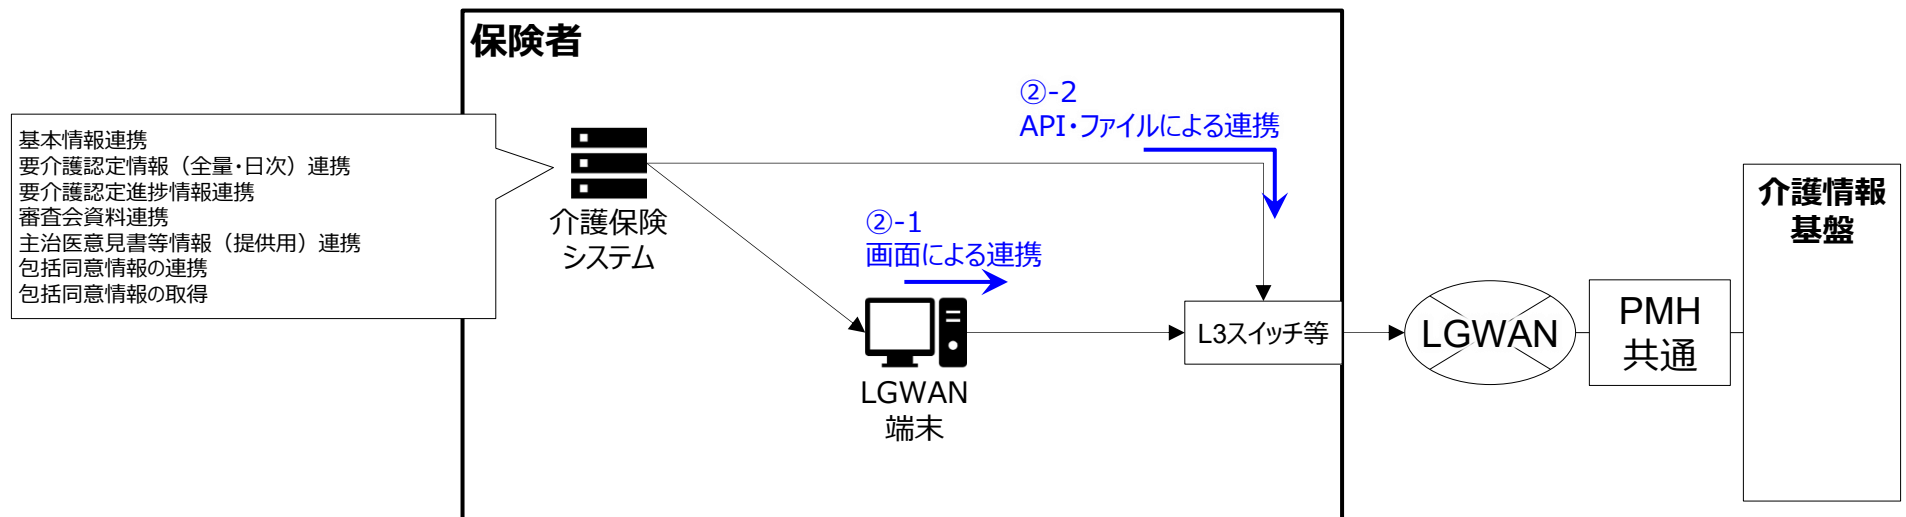 保険者
基本情報連携
要介護認定情報（全量・日次）連携
要介護認定進捗情報連携
審査会資料連携
主治医意見書等情報（提供用）連携
包括同意情報の連携
包括同意情報の取得
介護保険
システム
②-1
画面による連携
②-2
API・ファイルによる連携
LGWAN
端末
L3スイッチ等
LGWAN
PMH
共通
介護情報
基盤